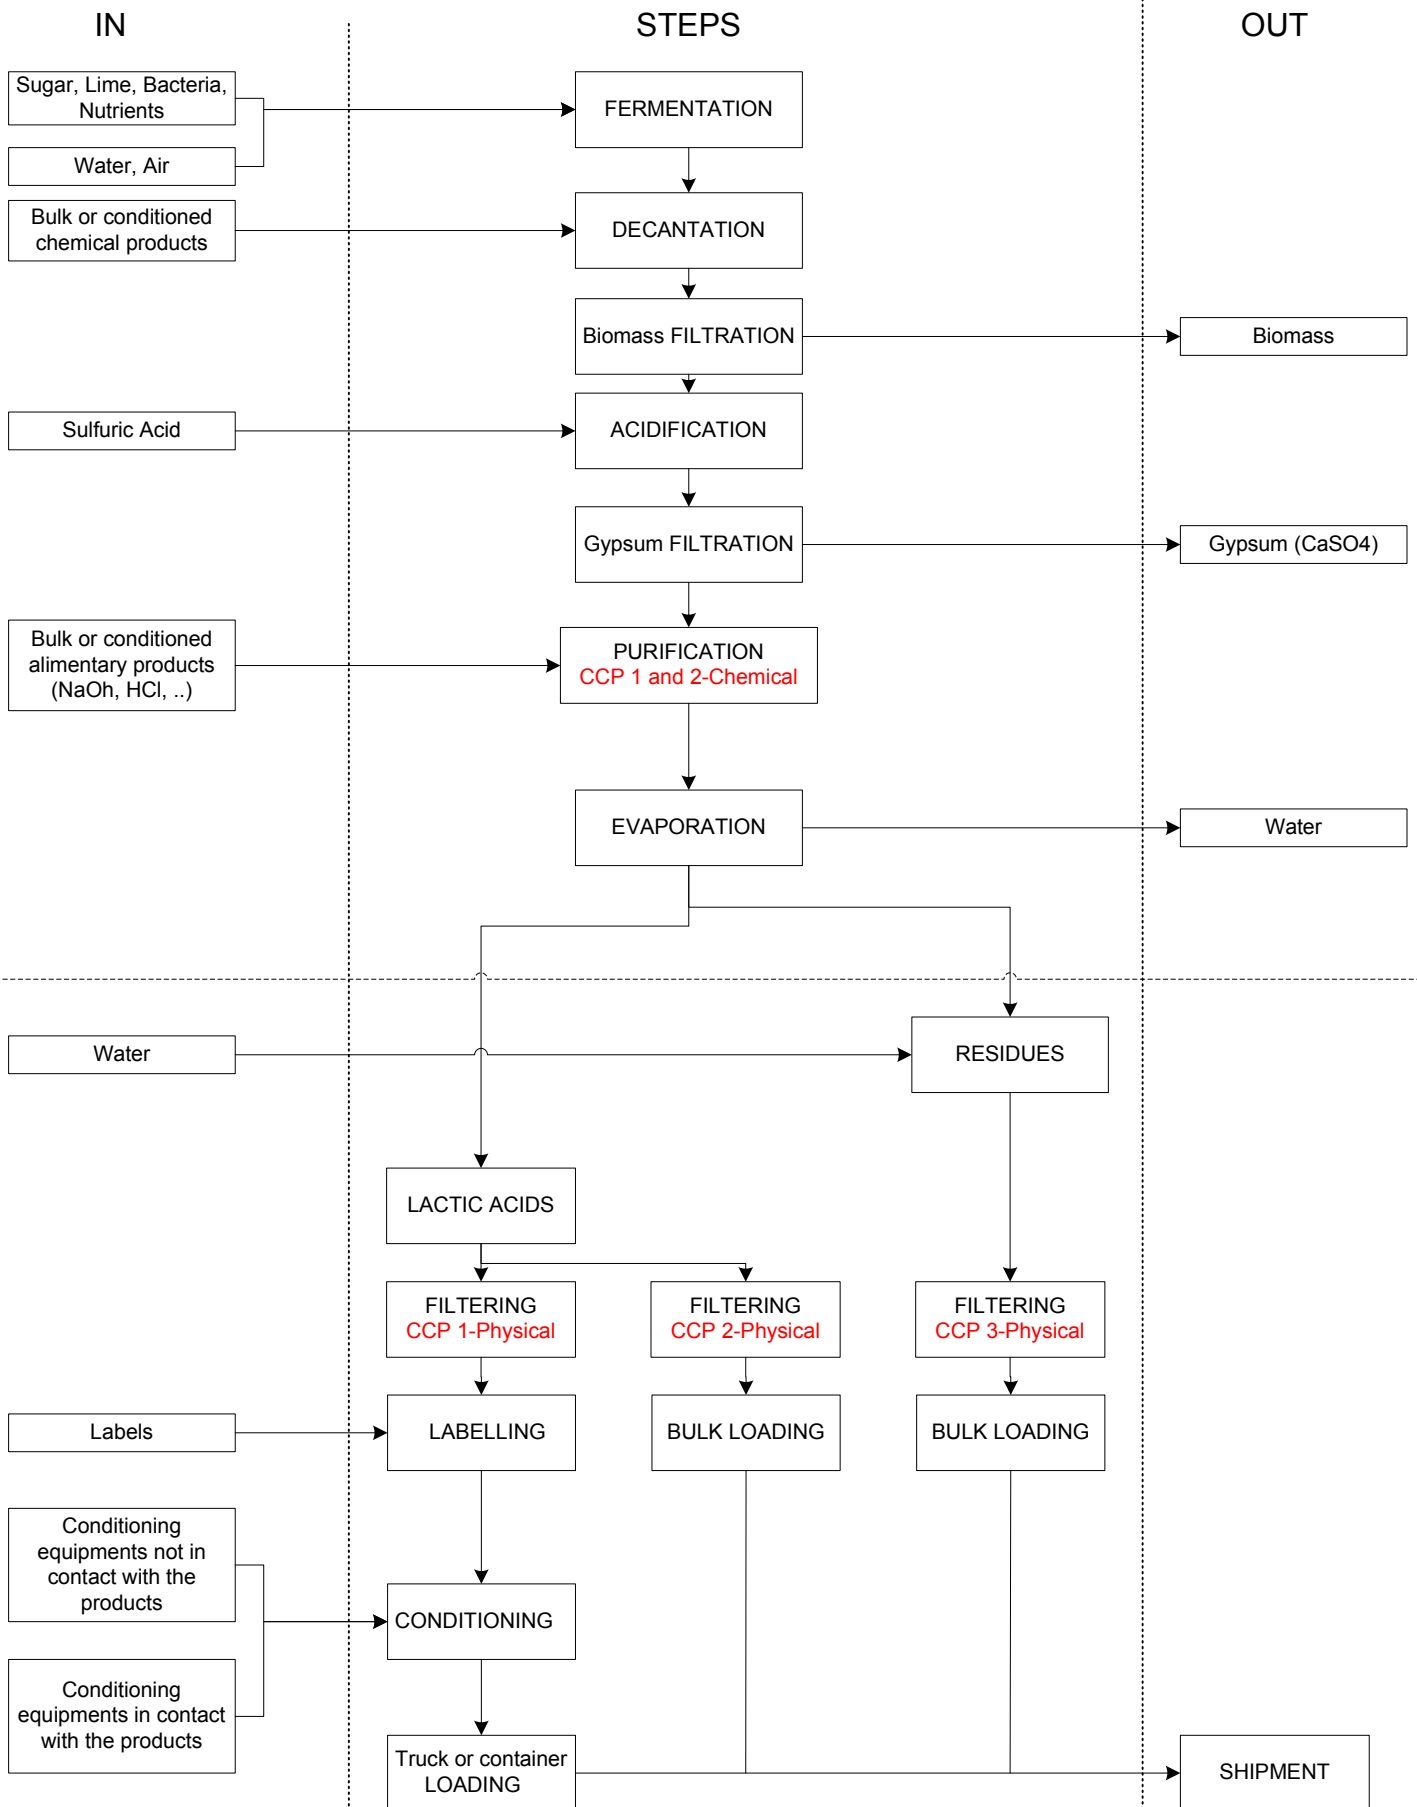 IN
STEPS
OUT
Sugar, Lime, Bacteria,
Nutrients
FERMENTATION
Water, Air
Bulk or conditioned
chemical products
DECANTATION
Biomass FILTRATION
Biomass
Sulfuric Acid
ACIDIFICATION
Gypsum FILTRATION
Gypsum (CaSO4)
Bulk or conditioned
alimentary products
(NaOh, HCl, ..)
PURIFICATION
CCP 1 and 2-Chemical
EVAPORATION
Water
Water
RESIDUES
LACTIC ACIDS
FILTERING
CCP 1-Physical
FILTERING
CCP 2-Physical
FILTERING
CCP 3-Physical
Labels
LABELLING
BULK LOADING
BULK LOADING
Conditioning
equipments not in
contact with the
products
CONDITIONING
Conditioning
equipments in contact
with the products
Truck or container
LOADING
SHIPMENT